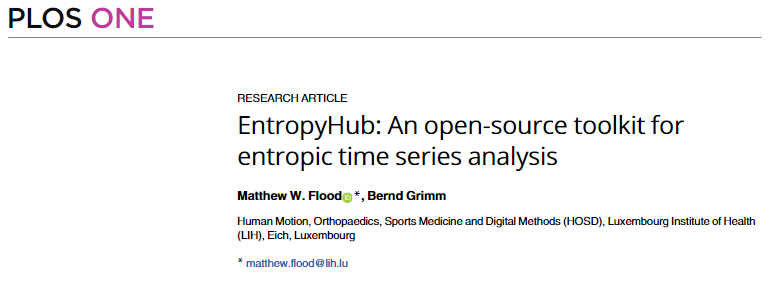 PLOS ONE
RESEARCH ARTICLE
EntropyHub: An open-source toolkit for
entropic time series analysis
Matthew W. Flood *, Bernd Grimm
Human Motion, Orthopaedics, Sports Medicine and Digital Methods (HOSD), Luxembourg Institute of Health
(LIH), Eich, Luxembourg
* matthew.flood@lih.lu